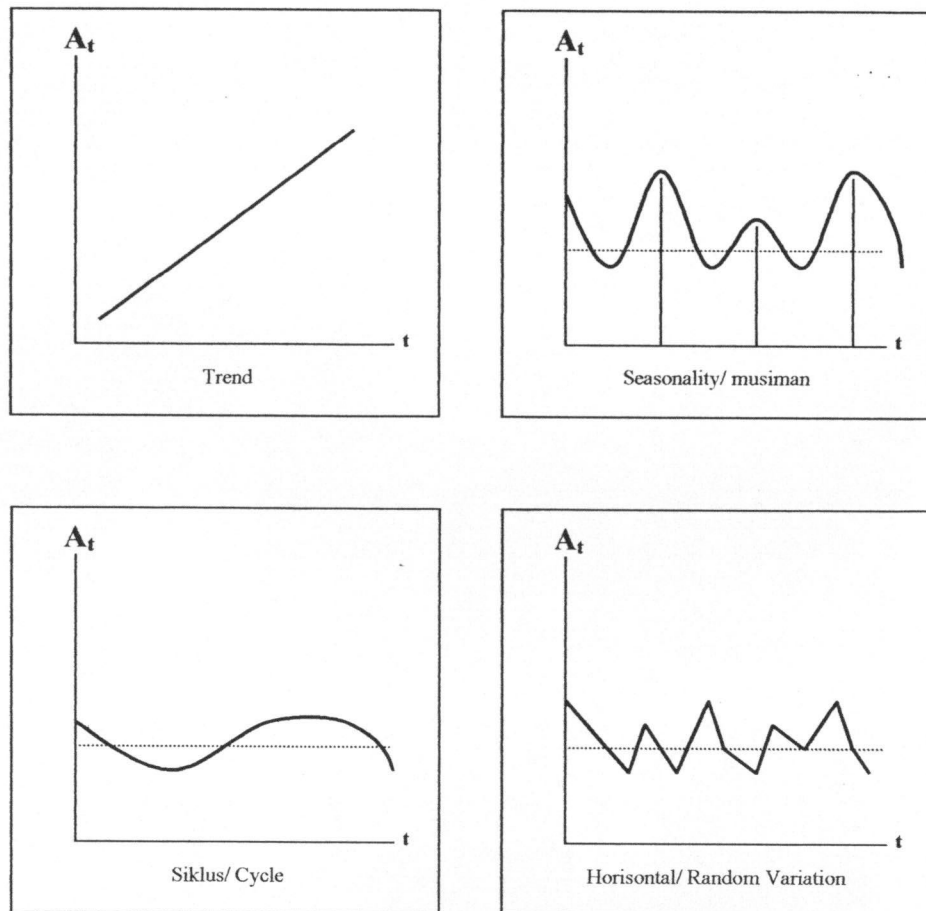 Aₜ
t
Trend
Aₜ
t
Seasonality/ musiman
Aₜ
t
Siklus/ Cycle
Aₜ
t
Horisontal/ Random Variation